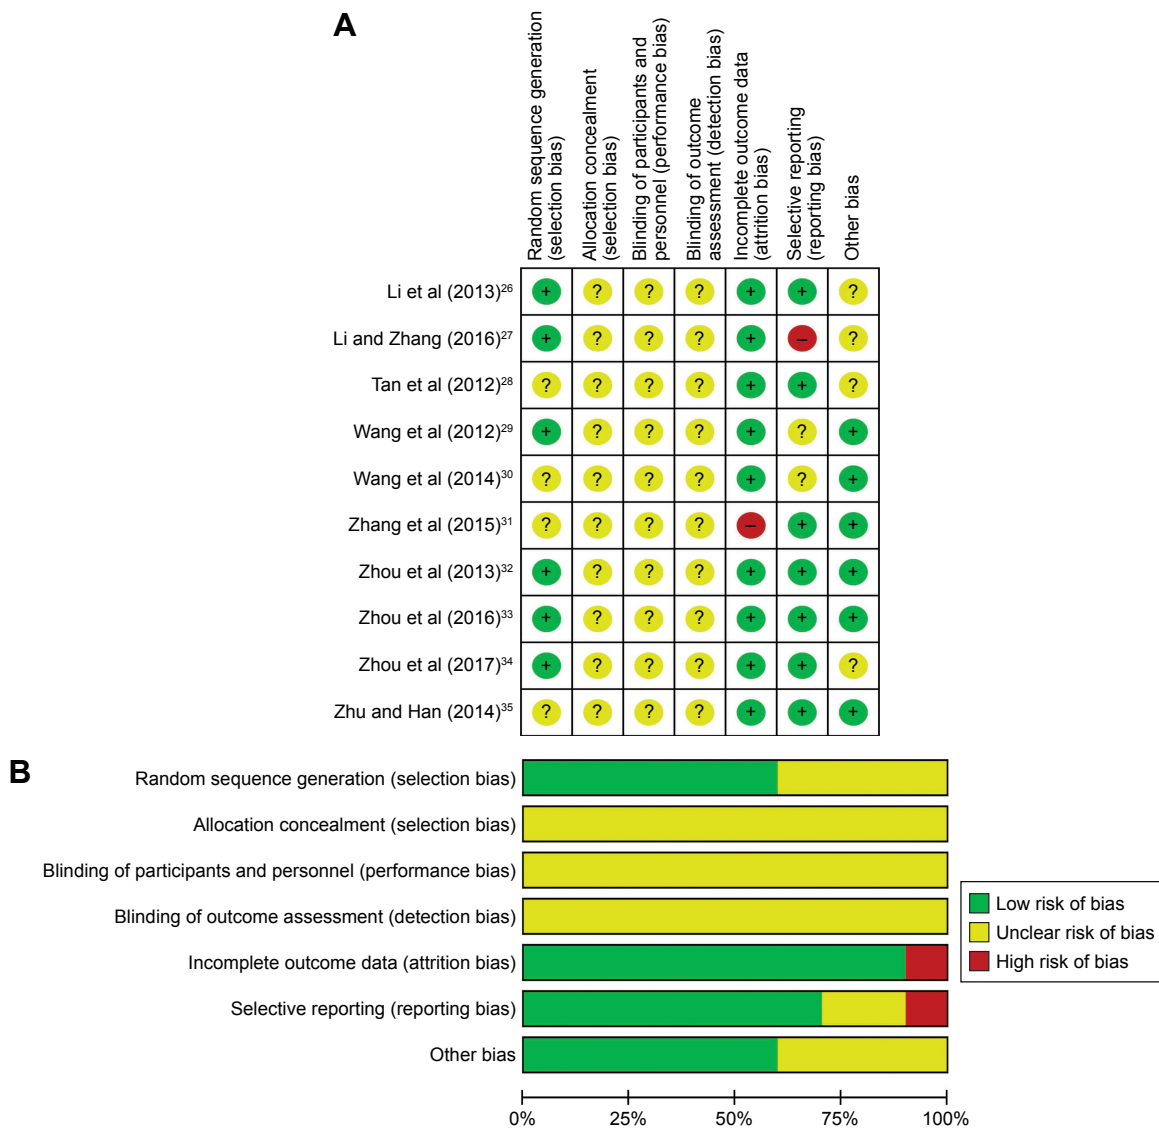 A
Random sequence generation
(selection bias)
Allocation concealment
(selection bias)
Blinding of participants and
personnel (performance bias)
Blinding of outcome
assessment (detection bias)
Incomplete outcome data
(attrition bias)
Selective reporting
(reporting bias)
Other bias
Li et al (2013)26 + ? ? ? + + ?
Li and Zhang (2016)27 + ? ? ? + – ?
Tan et al (2012)28 ? ? ? ? + + ?
Wang et al (2012)29 + ? ? ? + ? +
Wang et al (2014)30 ? ? ? ? + ? +
Zhang et al (2015)31 ? ? ? ? – + +
Zhou et al (2013)32 + ? ? ? + + +
Zhou et al (2016)33 + ? ? ? + + +
Zhou et al (2017)34 + ? ? ? + + ?
Zhu and Han (2014)35 ? ? ? ? + + +
B
Random sequence generation (selection bias)
Allocation concealment (selection bias)
Blinding of participants and personnel (performance bias)
Blinding of outcome assessment (detection bias)
Incomplete outcome data (attrition bias)
Selective reporting (reporting bias)
Other bias
0% 25% 50% 75% 100%
Low risk of bias
Unclear risk of bias
High risk of bias